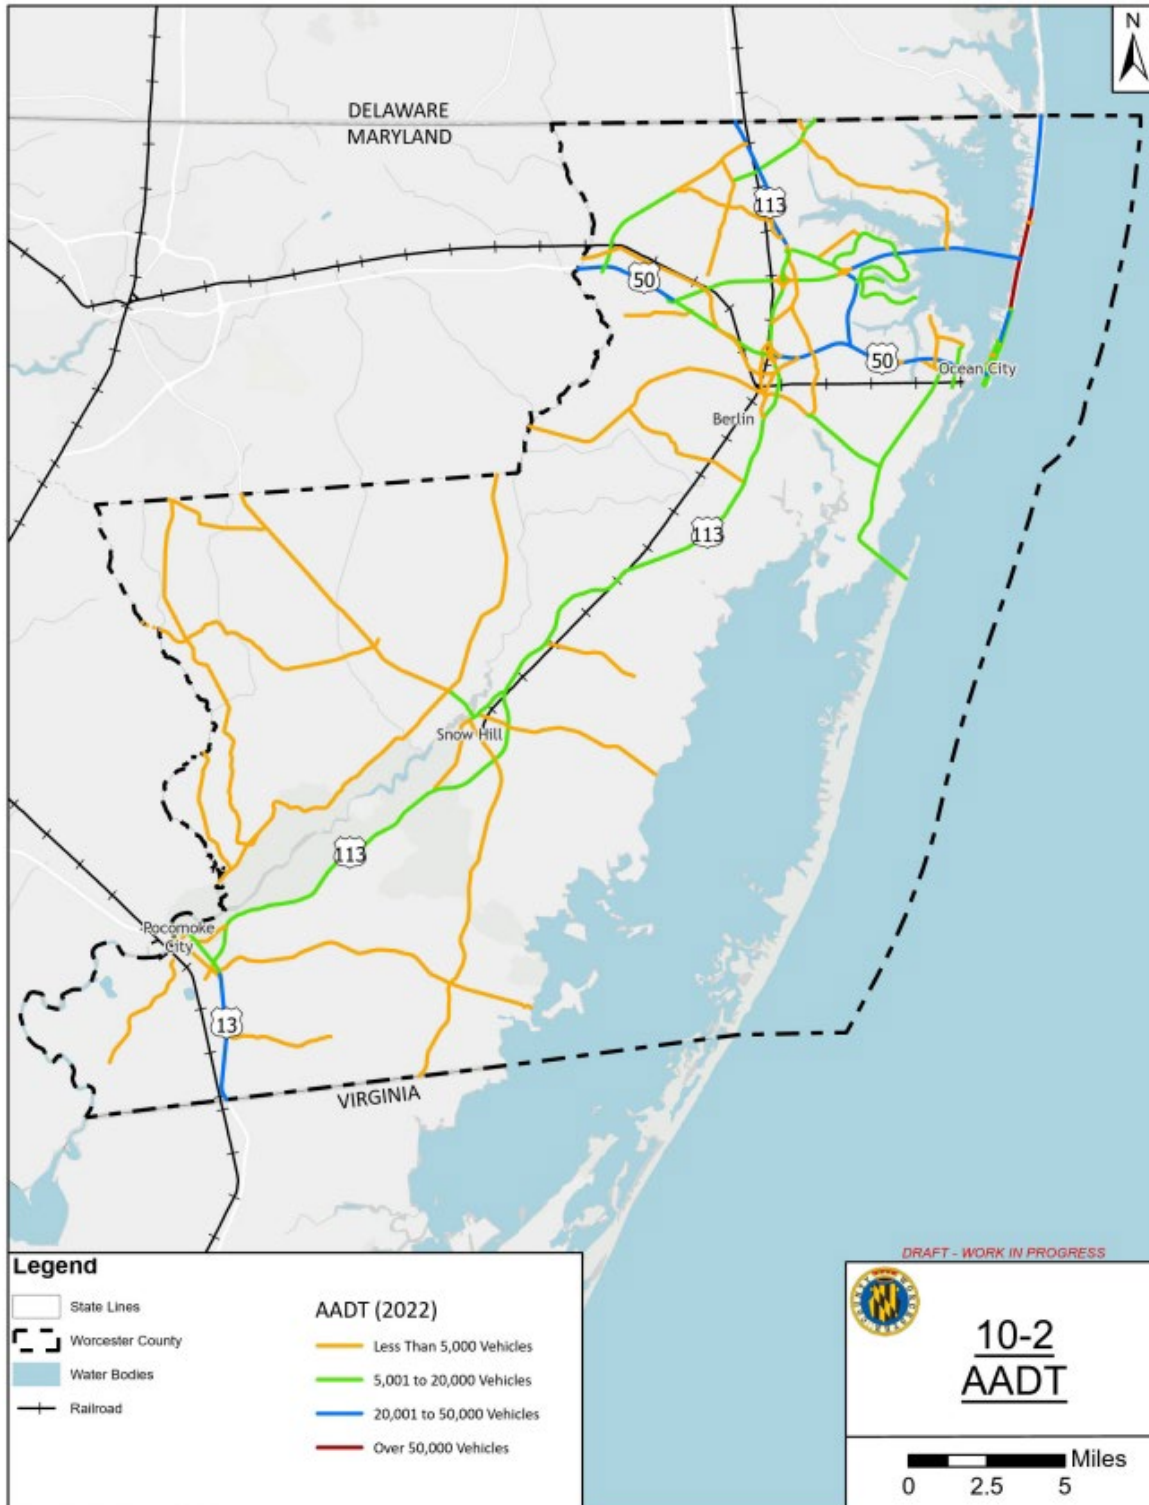 N
DELAWARE
MARYLAND
113
50
50
Ocean City
Berlin
113
Snow Hill
113
Pocomoke
City
13
VIRGINIA
DRAFT - WORK IN PROGRESS
Legend
State Lines
Worcester County
Water Bodies
Railroad
AADT (2022)
Less Than 5,000 Vehicles
5,001 to 20,000 Vehicles
20,001 to 50,000 Vehicles
Over 50,000 Vehicles
10-2
AADT
Miles
0 2.5 5